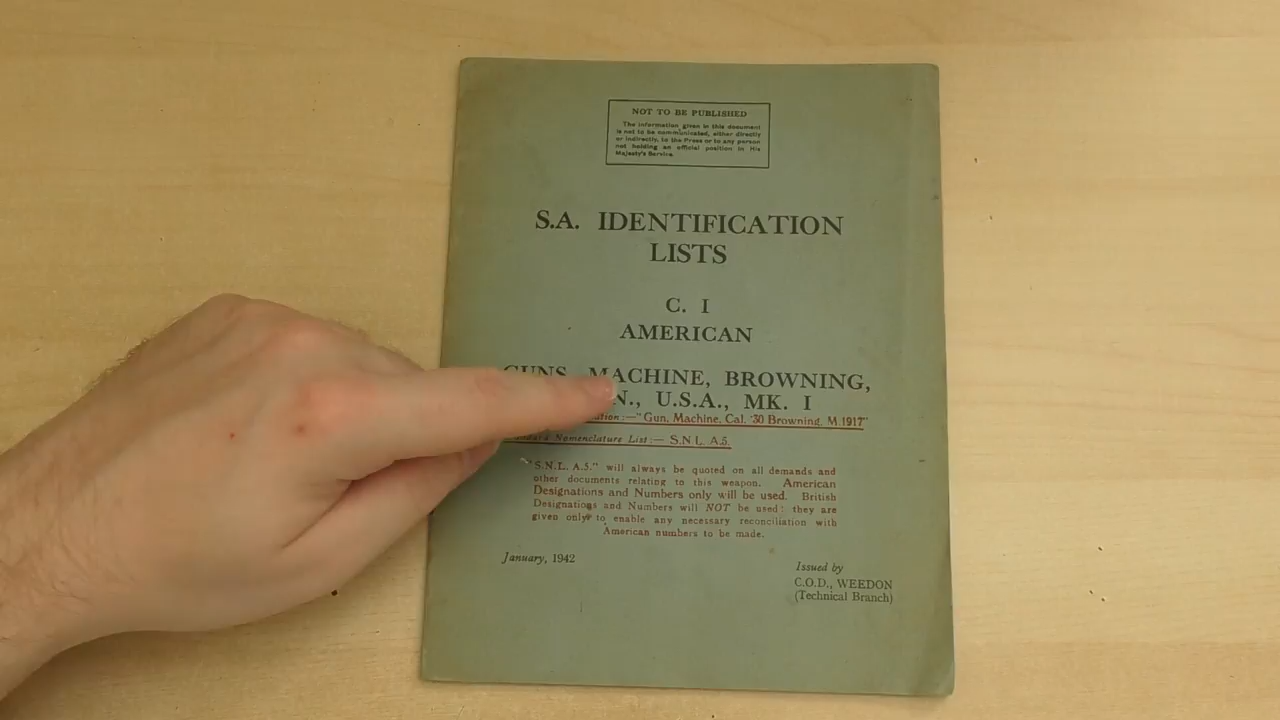 NOT TO BE PUBLISHED
The information given in this document
is not to be communicated, either directly
or indirectly, to the Press or to any person
not holding an official position in His
Majesty's Service.
S.A. IDENTIFICATION
LISTS
C. I
AMERICAN
GUNS, MACHINE, BROWNING,
N., U.S.A., MK. I
:—"Gun, Machine, Cal. ·30 Browning, M.1917"
Nomenclature List:— S.N.L. A.5.
"S.N.L. A.5." will always be quoted on all demands and
other documents relating to this weapon. American
Designations and Numbers only will be used. British
Designations and Numbers will NOT be used: they are
given only to enable any necessary reconciliation with
American numbers to be made.
January, 1942
Issued by
C.O.D., WEEDON
(Technical Branch)